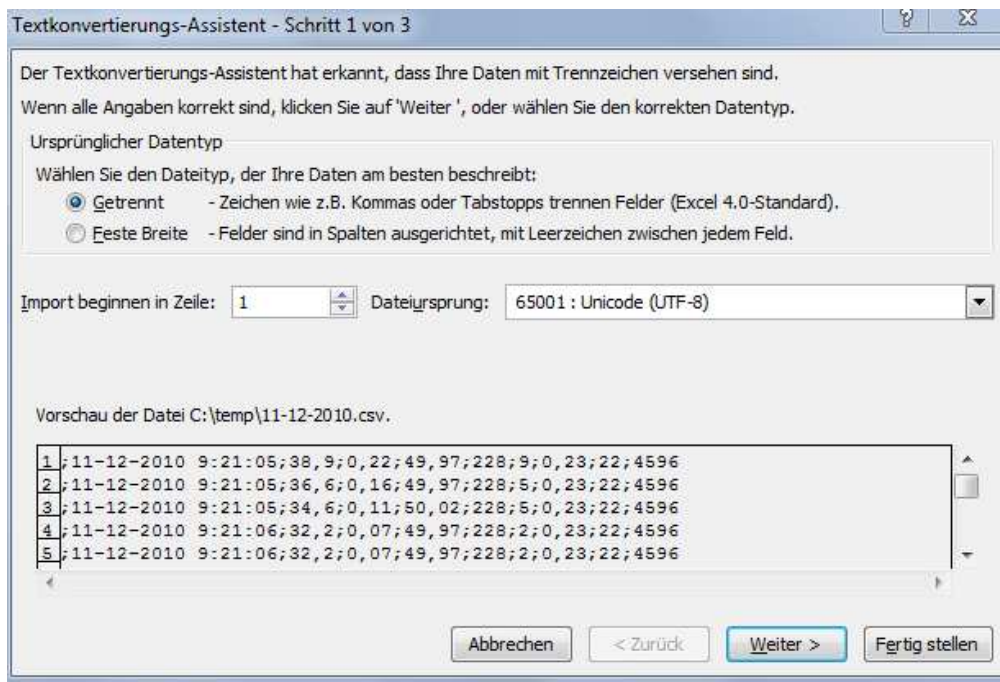 Textkonvertierungs-Assistent - Schritt 1 von 3
Der Textkonvertierungs-Assistent hat erkannt, dass Ihre Daten mit Trennzeichen versehen sind.
Wenn alle Angaben korrekt sind, klicken Sie auf 'Weiter ', oder wählen Sie den korrekten Datentyp.
Ursprünglicher Datentyp
Wählen Sie den Dateityp, der Ihre Daten am besten beschreibt:
Getrennt - Zeichen wie z.B. Kommas oder Tabstopps trennen Felder (Excel 4.0-Standard).
Feste Breite - Felder sind in Spalten ausgerichtet, mit Leerzeichen zwischen jedem Feld.
Import beginnen in Zeile: 1 Dateiursprung: 65001 : Unicode (UTF-8)
Vorschau der Datei C:\temp\11-12-2010.csv.
1 ;11-12-2010 9:21:05;38,9;0,22;49,97;228;9;0,23;22;4596
2 ;11-12-2010 9:21:05;36,6;0,16;49,97;228;5;0,23;22;4596
3 ;11-12-2010 9:21:05;34,6;0,11;50,02;228;5;0,23;22;4596
4 ;11-12-2010 9:21:06;32,2;0,07;49,97;228;2;0,23;22;4596
5 ;11-12-2010 9:21:06;32,2;0,07;49,97;228;2;0,23;22;4596
Abbrechen < Zurück Weiter > Fertig stellen